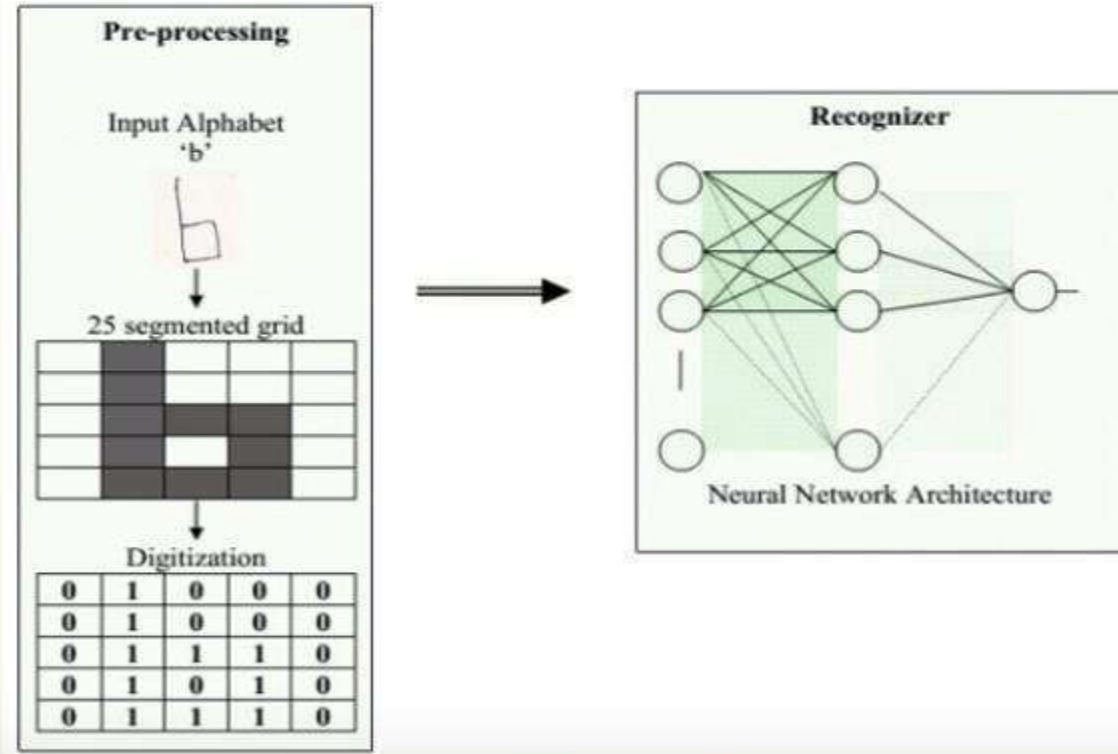 Pre-processing
Input Alphabet
'b'
25 segmented grid
Digitization
0 1 0 0 0
0 1 0 0 0
0 1 1 1 0
0 1 0 1 0
0 1 1 1 0
Recognizer
Neural Network Architecture